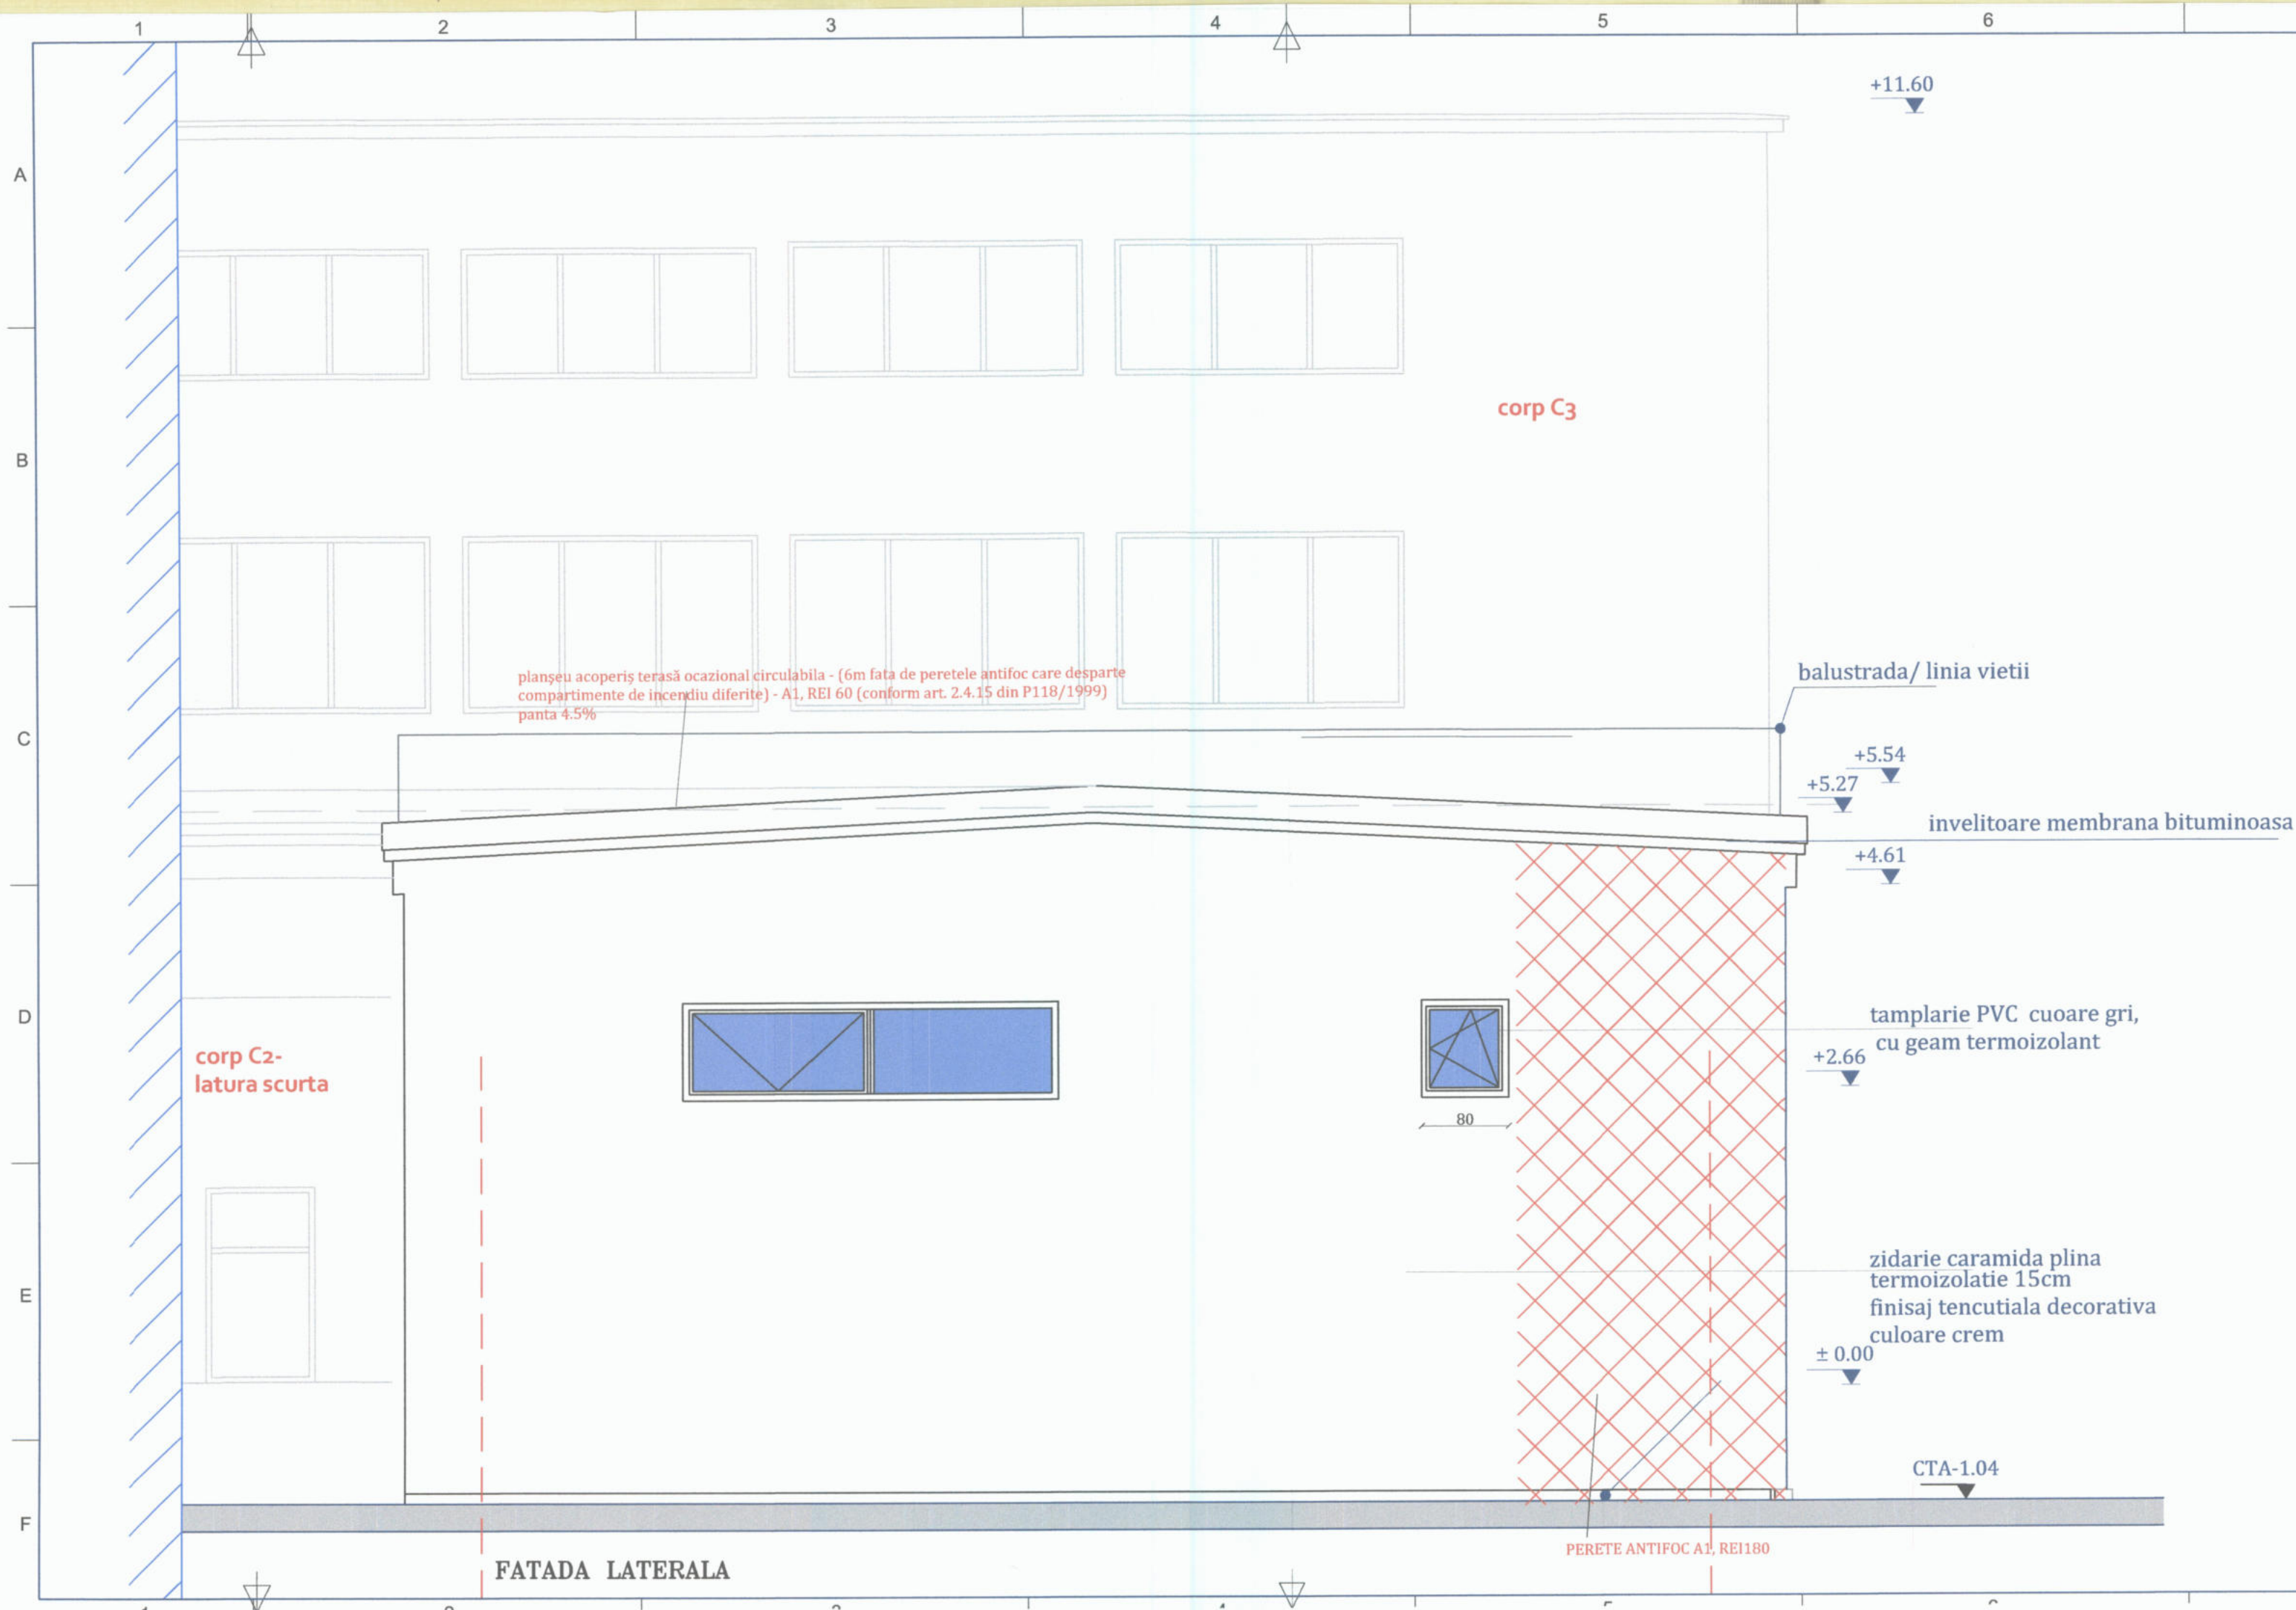 1 2 3 4 5 6
+11.60
A
B
corp C3
planșeu acoperiș terasă ocazional circulabila - (6m fata de peretele antifoc care desparte
compartimente de incendiu diferite) - A1, REI 60 (conform art. 2.4.15 din P118/1999)
panta 4.5%
balustrada/ linia vietii
C
+5.54
+5.27
invelitoare membrana bituminoasa
+4.61
D
tamplarie PVC cuoare gri,
cu geam termoizolant
+2.66
corp C2-
latura scurta
80
E
zidarie caramida plina
termoizolatie 15cm
finisaj tencutiala decorativa
culoare crem
± 0.00
CTA-1.04
F
PERETE ANTIFOC A1, REI180
FATADA LATERALA